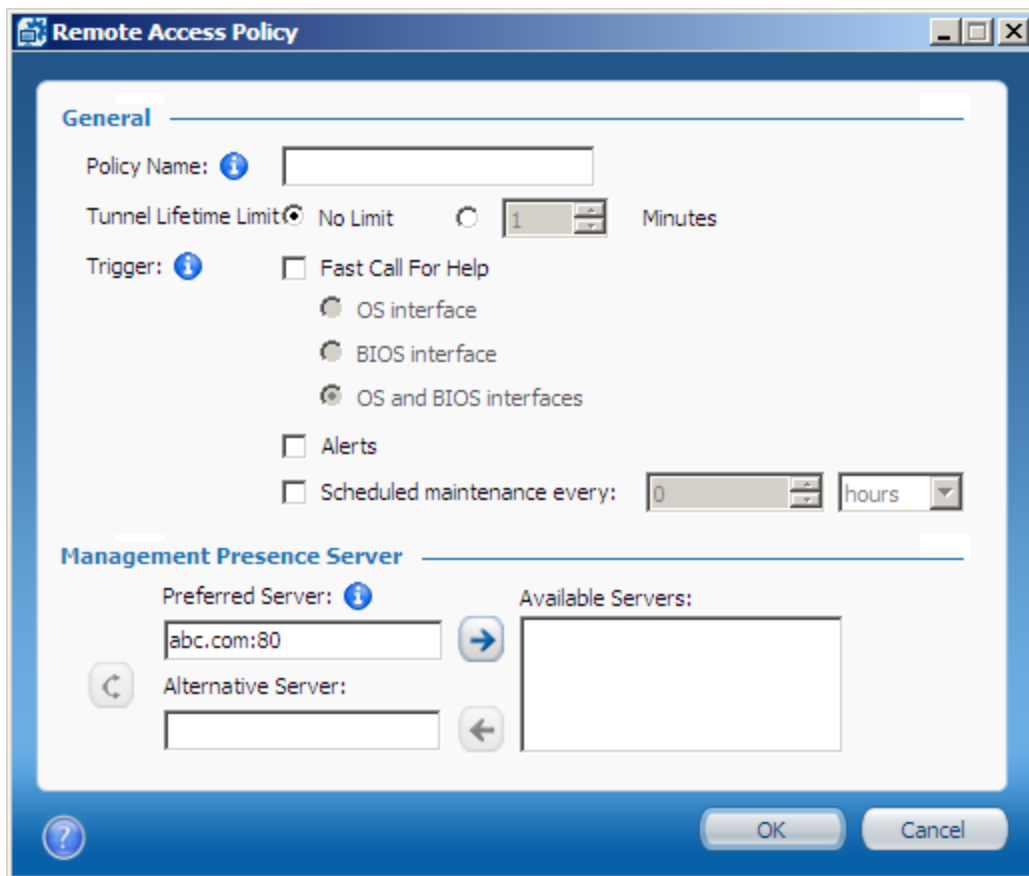 Remote Access Policy
General
Policy Name:
Tunnel Lifetime Limit No Limit 1 Minutes
Trigger: Fast Call For Help
OS interface
BIOS interface
OS and BIOS interfaces
Alerts
Scheduled maintenance every: 0 hours
Management Presence Server
Preferred Server: Available Servers:
abc.com:80
Alternative Server:
OK Cancel